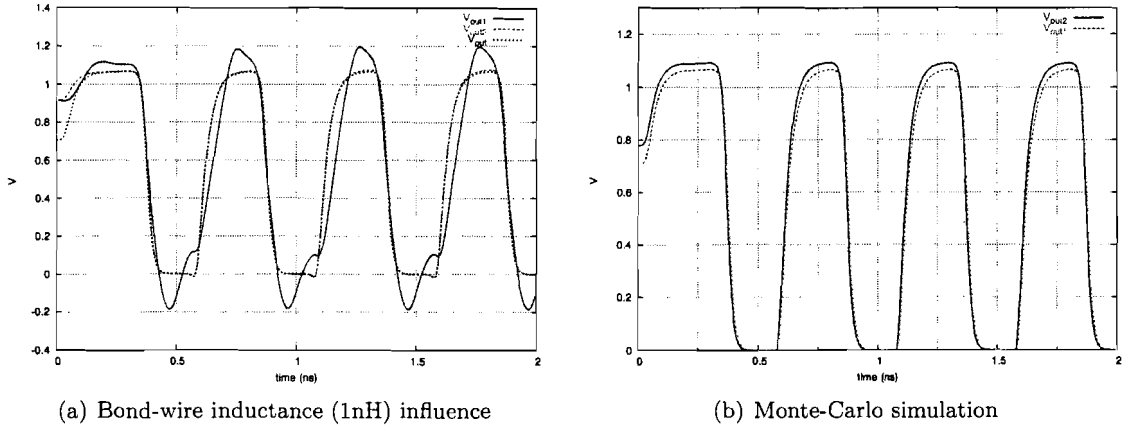 V_out1
V_out2
V_out
1.4
1.2
1
0.8
0.6
0.4
0.2
0
-0.2
-0.4
V
0
0.5
1
1.5
2
time (ns)
(a) Bond-wire inductance (1nH) influence
V_out2
V_out1
1.2
1
0.8
0.6
0.4
0.2
0
V
0
0.5
1
1.5
2
time (ns)
(b) Monte-Carlo simulation